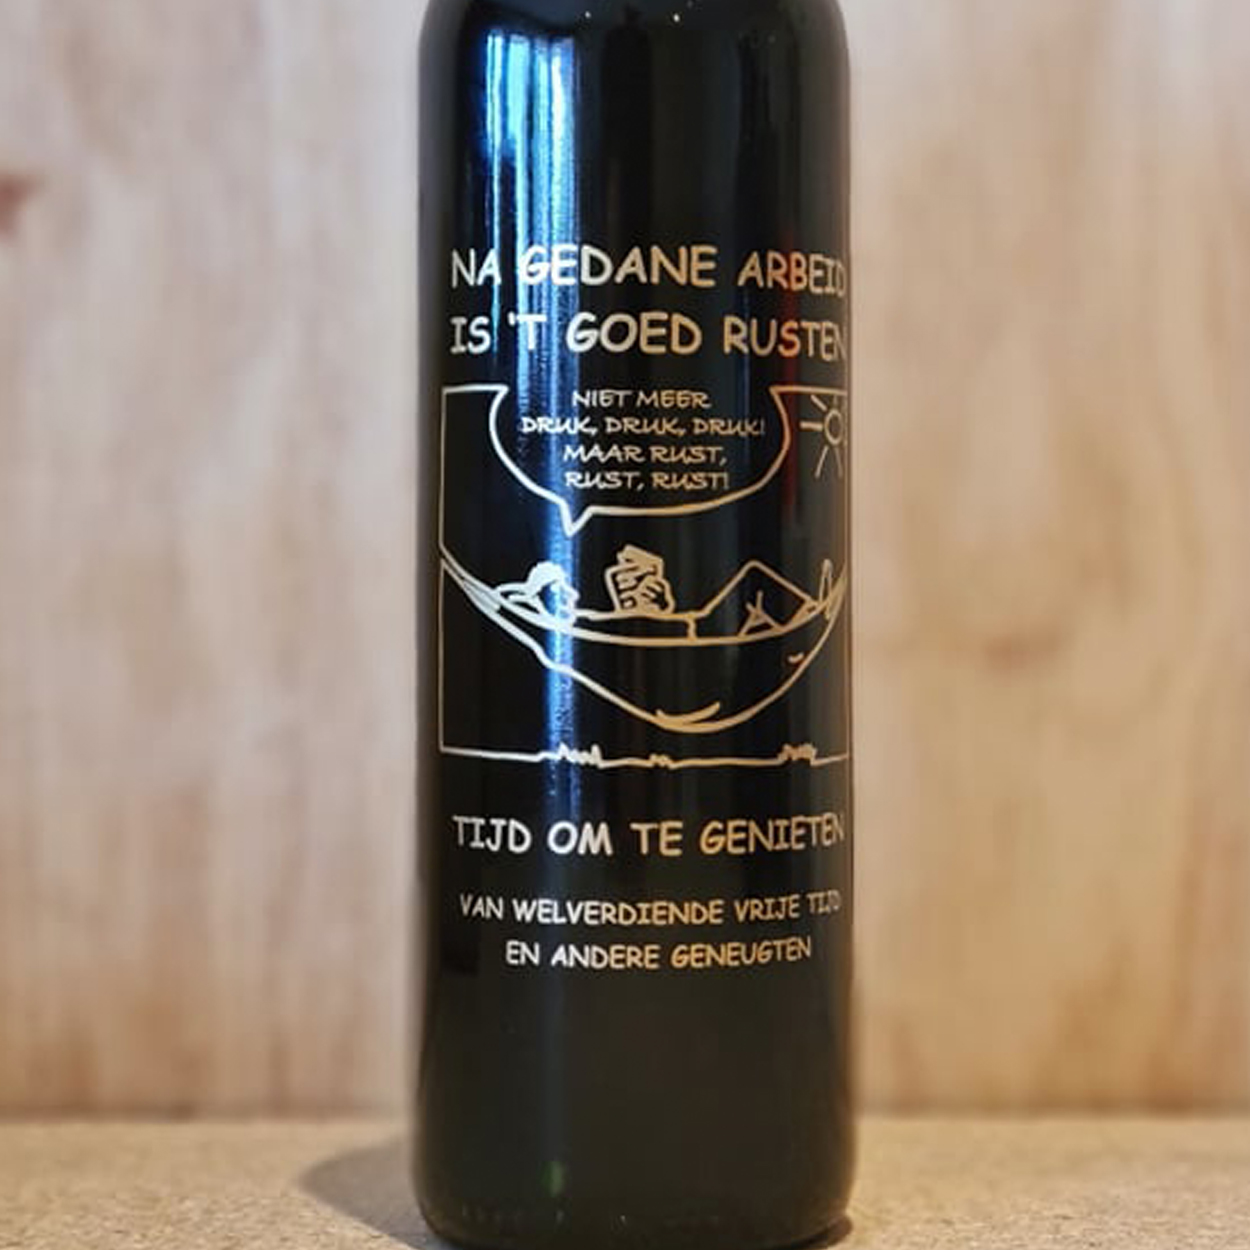 NA GEDANE ARBEID
IS 'T GOED RUSTEN
NIET MEER
DRUK, DRUK, DRUK!
MAAR RUST,
RUST, RUST!
TIJD OM TE GENIETEN
VAN WELVERDIENDE VRIJE TIJD
EN ANDERE GENEUGTEN